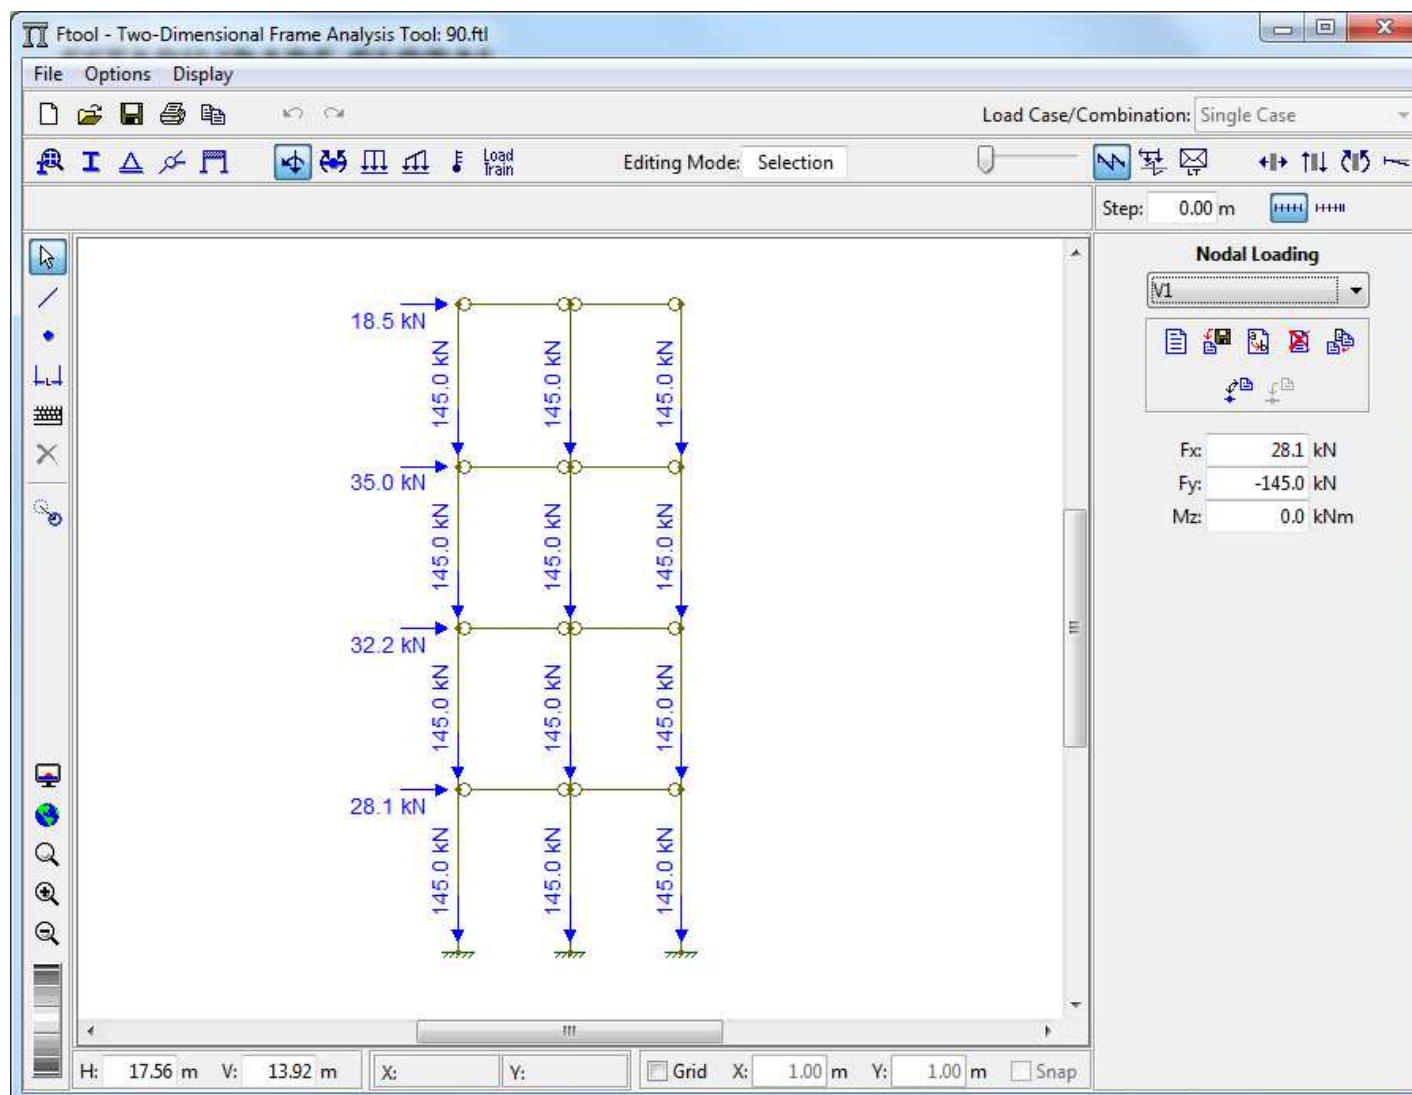 Ftool - Two-Dimensional Frame Analysis Tool: 90.ftl
File Options Display
Load Case/Combination: Single Case
Load Train
Editing Mode: Selection
LT
Step: 0.00 m
Nodal Loading
V1
18.5 kN
145.0 kN 145.0 kN 145.0 kN
35.0 kN
145.0 kN 145.0 kN 145.0 kN
32.2 kN
145.0 kN 145.0 kN 145.0 kN
28.1 kN
145.0 kN 145.0 kN 145.0 kN
Fx: 28.1 kN
Fy: -145.0 kN
Mz: 0.0 kNm
H: 17.56 m V: 13.92 m X: Y: Grid X: 1.00 m Y: 1.00 m Snap